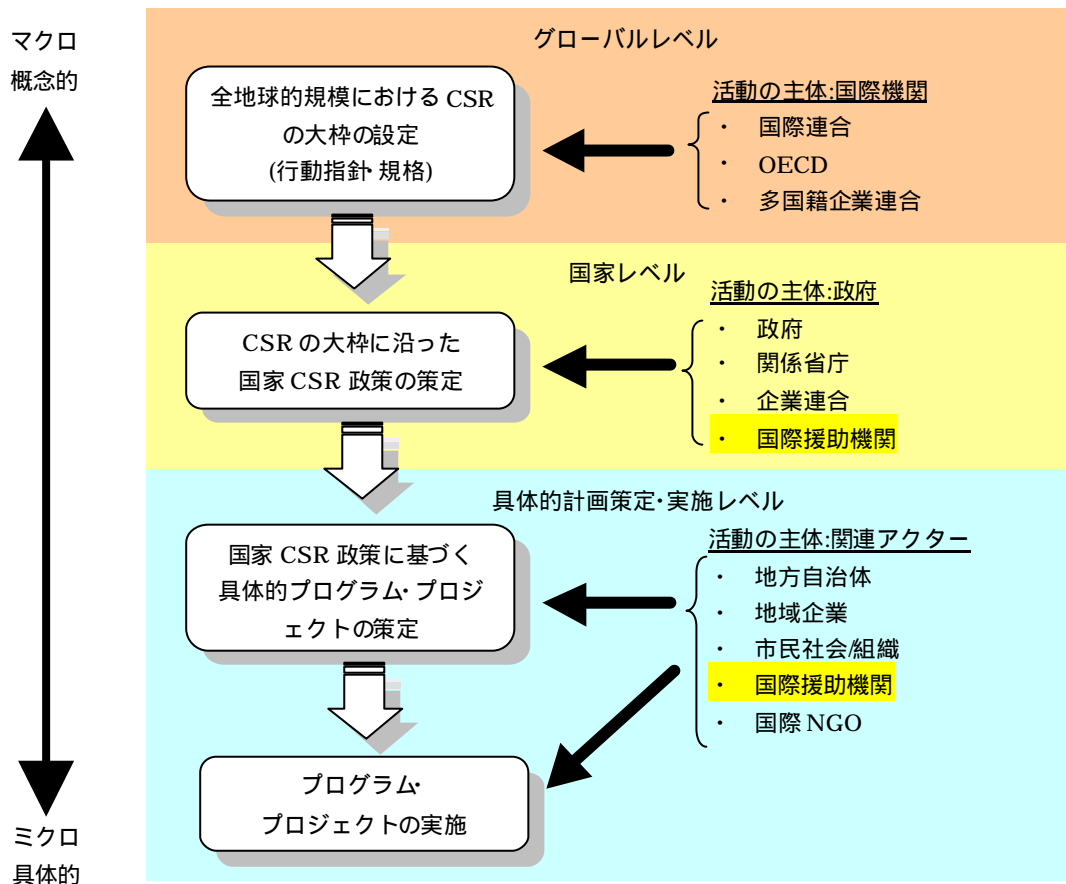 マクロ
概念的
グローバルレベル
全地球的規模における CSR
の大枠の設定
(行動指針・規格)
活動の主体:国際機関
・ 国際連合
・ OECD
・ 多国籍企業連合
国家レベル
CSR の大枠に沿った
国家 CSR 政策の策定
活動の主体:政府
・ 政府
・ 関係省庁
・ 企業連合
・ 国際援助機関
具体的計画策定・実施レベル
国家 CSR 政策に基づく
具体的プログラム・プロジ
ェクトの策定
活動の主体:関連アクター
・ 地方自治体
・ 地域企業
・ 市民社会/組織
・ 国際援助機関
・ 国際 NGO
プログラム・
プロジェクトの実施
ミクロ
具体的